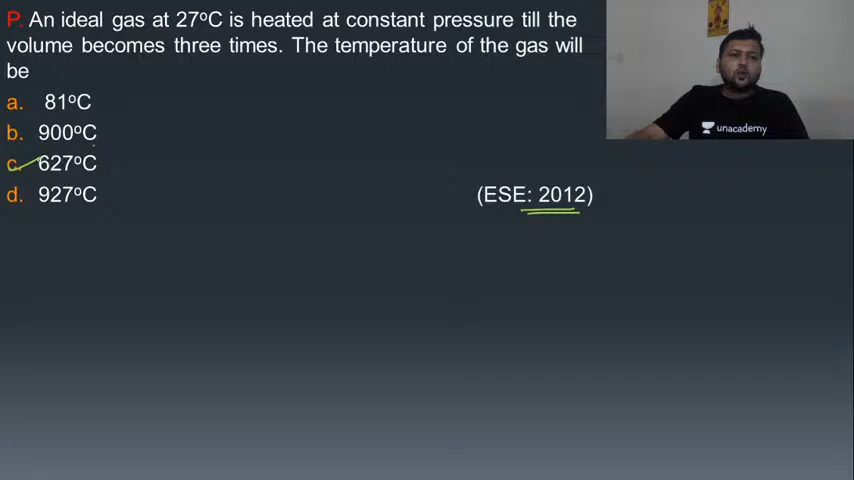 P. An ideal gas at 27°C is heated at constant pressure till the
volume becomes three times. The temperature of the gas will
be
a. 81°C
b. 900°C
c. 627°C
d. 927°C
(ESE: 2012)
unacademy